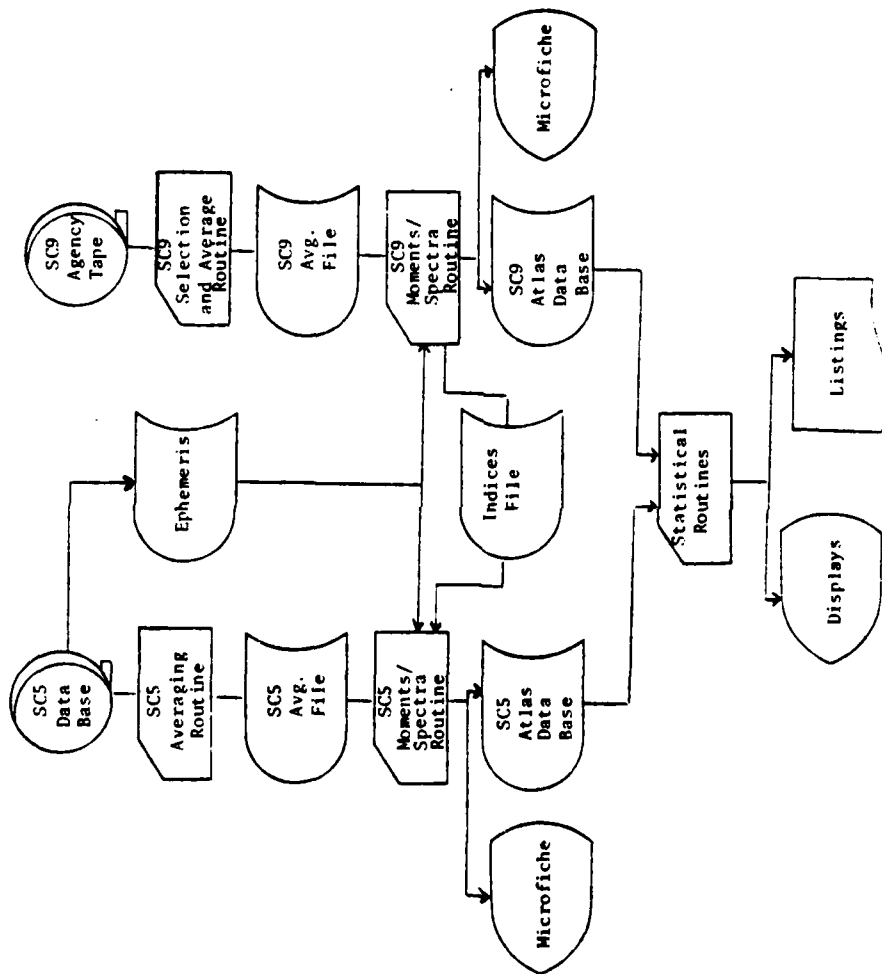 SC5
Data
Base
SC9
Agency
Tape
SC5
Averaging
Routine
Ephemeris
SC9
Selection
and Average
Routine
SC5
Avg.
File
SC9
Avg.
File
SC5
Moments/
Spectra
Routine
Indices
File
SC9
Moments/
Spectra
Routine
Microfiche
SC5
Atlas
Data
Base
SC9
Atlas
Data
Base
Microfiche
Statistical
Routines
Displays
Listings